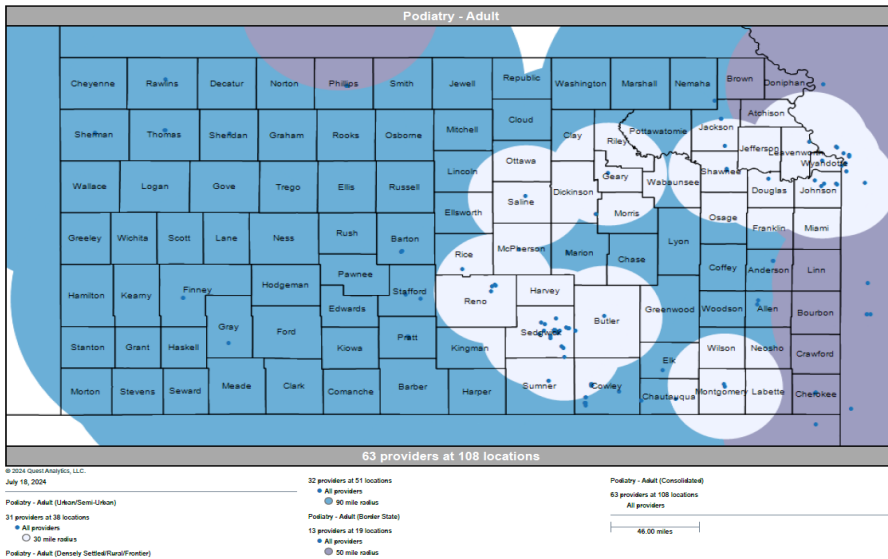 Podiatry - Adult
Cheyenne Rawlins Decatur Norton Phillips Smith Jewell Republic Washington Marshall Nemaha Brown Doniphan
Sherman Thomas Sheridan Graham Rooks Osborne Mitchell Cloud Clay Riley Pottawatomie Jackson Atchison
Jefferson Leavenworth Wyandotte
Wallace Logan Gove Trego Ellis Russell Lincoln Ottawa Saline Dickinson Geary Wabaunsee Shawnee Douglas Johnson
Greeley Wichita Scott Lane Ness Rush Barton Ellsworth McPherson Marion Morris Chase Lyon Osage Franklin Miami
Hamilton Kearny Finney Hodgeman Pawnee Stafford Rice Reno Harvey Coffey Anderson Linn
Gray Ford Edwards Sedgwick Butler Greenwood Woodson Allen Bourbon
Stanton Grant Haskell Kiowa Pratt Kingman Elk Wilson Neosho Crawford
Morton Stevens Seward Meade Clark Comanche Barber Harper Sumner Cowley Chautauqua Montgomery Labette Cherokee
63 providers at 108 locations
© 2024 Quest Analytics, LLC.
July 18, 2024
Podiatry - Adult (Urban/Semi-Urban)
31 providers at 38 locations
All providers
30 mile radius
Podiatry - Adult (Densely Settled/Rural/Frontier)
32 providers at 51 locations
All providers
90 mile radius
Podiatry - Adult (Border State)
13 providers at 19 locations
All providers
50 mile radius
Podiatry - Adult (Consolidated)
63 providers at 108 locations
All providers
46.00 miles